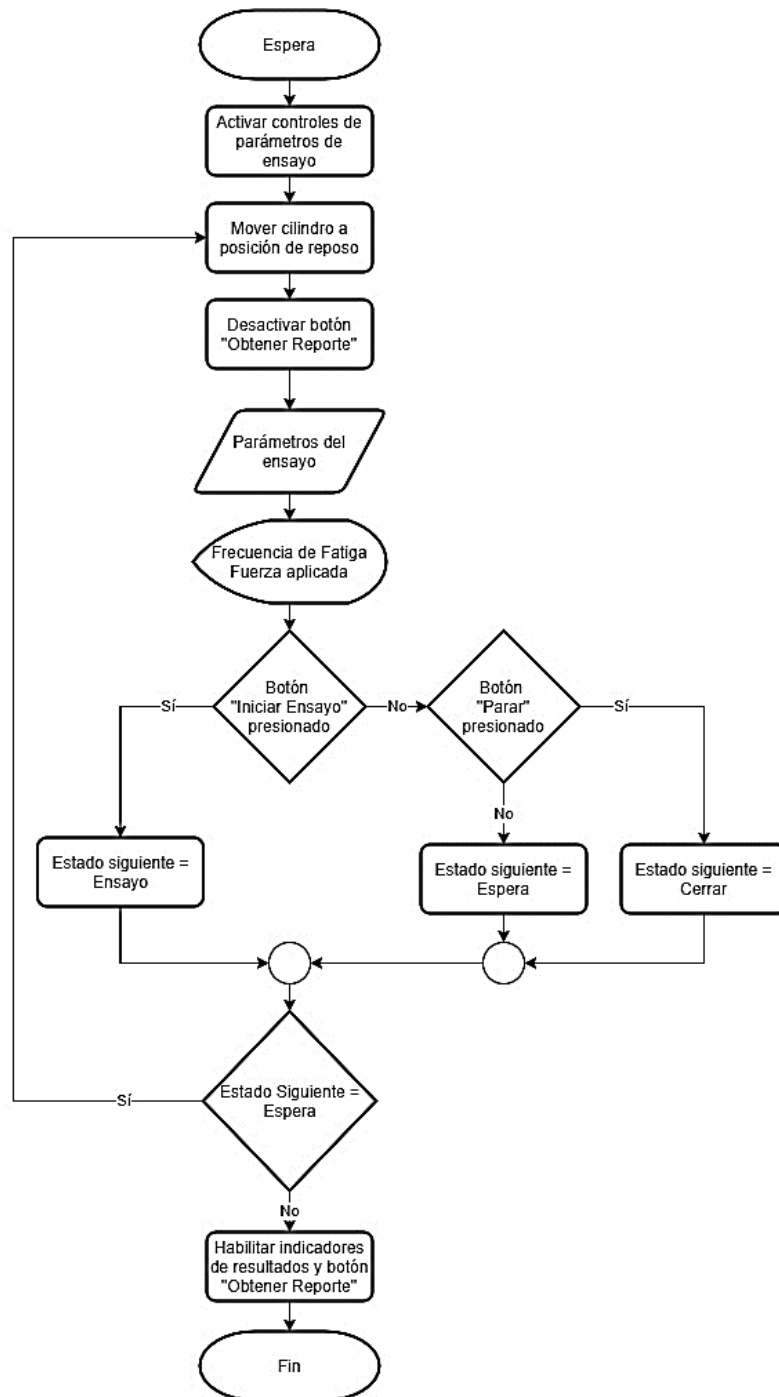 Espera
Activar controles de
parámetros de
ensayo
Mover cilindro a
posición de reposo
Desactivar botón
"Obtener Reporte"
Parámetros del
ensayo
Frecuencia de Fatiga
Fuerza aplicada
Botón
"Iniciar Ensayo"
presionado
Sí
No
Botón
"Parar"
presionado
Sí
No
Estado siguiente =
Ensayo
Estado siguiente =
Espera
Estado siguiente =
Cerrar
Estado Siguiente =
Espera
Sí
No
Habilitar indicadores
de resultados y botón
"Obtener Reporte"
Fin